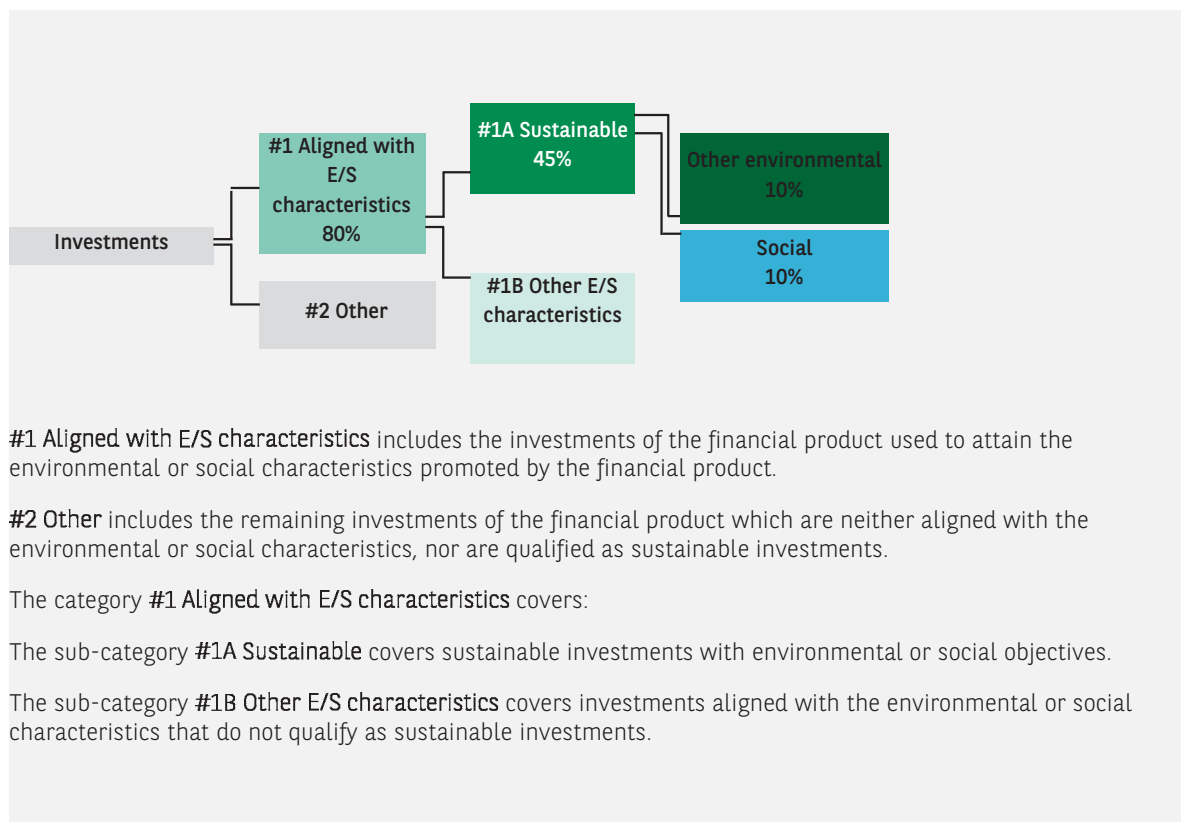 #1A Sustainable
45%
#1 Aligned with
E/S
characteristics
80%
Other environmental
10%
Investments
Social
10%
#2 Other
#1B Other E/S
characteristics
#1 Aligned with E/S characteristics includes the investments of the financial product used to attain the
environmental or social characteristics promoted by the financial product.
#2 Other includes the remaining investments of the financial product which are neither aligned with the
environmental or social characteristics, nor are qualified as sustainable investments.
The category #1 Aligned with E/S characteristics covers:
The sub-category #1A Sustainable covers sustainable investments with environmental or social objectives.
The sub-category #1B Other E/S characteristics covers investments aligned with the environmental or social
characteristics that do not qualify as sustainable investments.